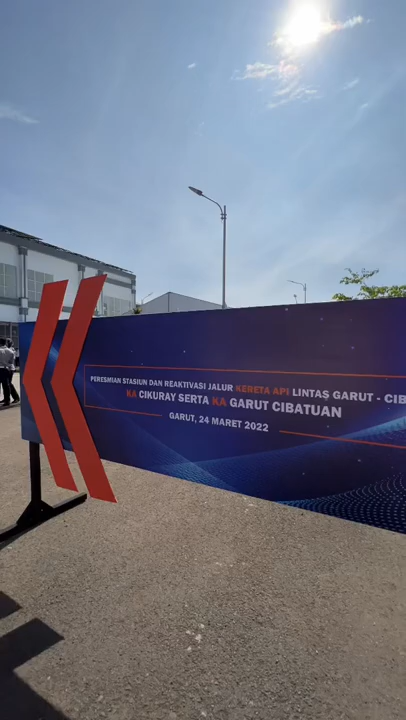 PERESMIAN STASIUN DAN REAKTIVASI JALUR KERETA API LINTAS GARUT - CIB
KA CIKURAY SERTA KA GARUT CIBATUAN
GARUT, 24 MARET 2022